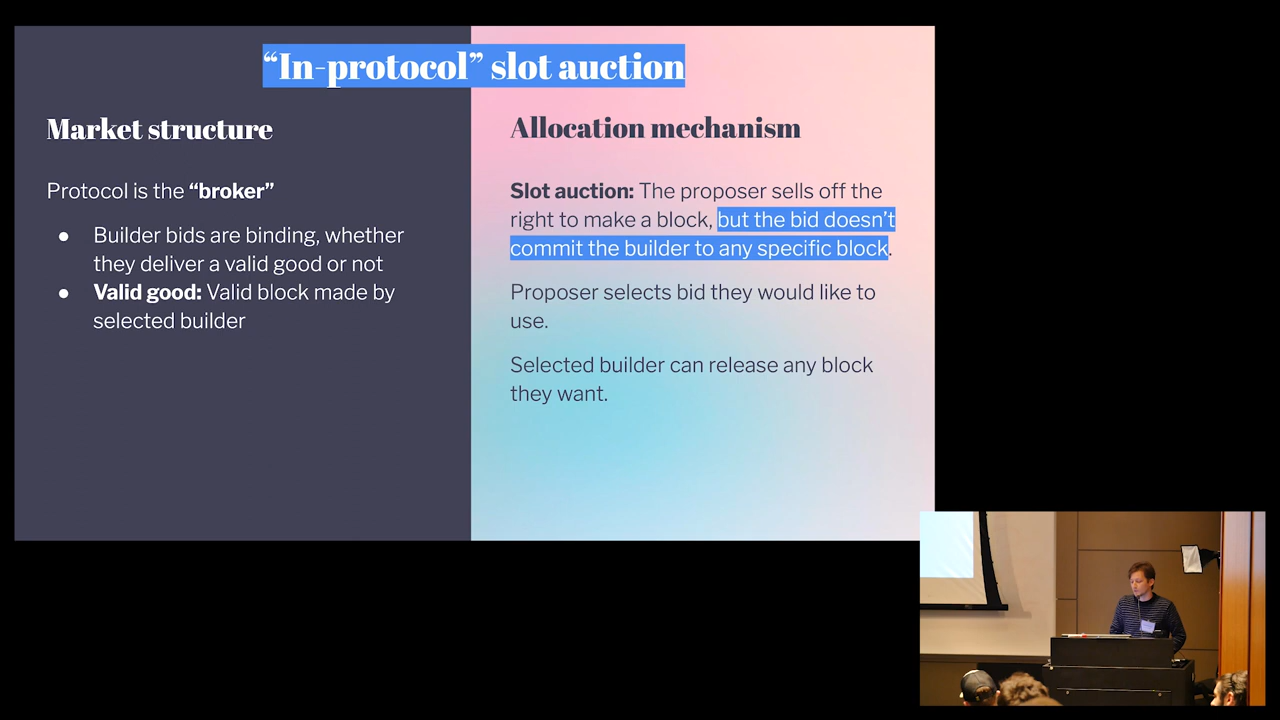 “In-protocol” slot auction
Market structure
Protocol is the “broker”
● Builder bids are binding, whether
they deliver a valid good or not
● Valid good: Valid block made by
selected builder
Allocation mechanism
Slot auction: The proposer sells off the
right to make a block, but the bid doesn’t
commit the builder to any specific block.
Proposer selects bid they would like to
use.
Selected builder can release any block
they want.